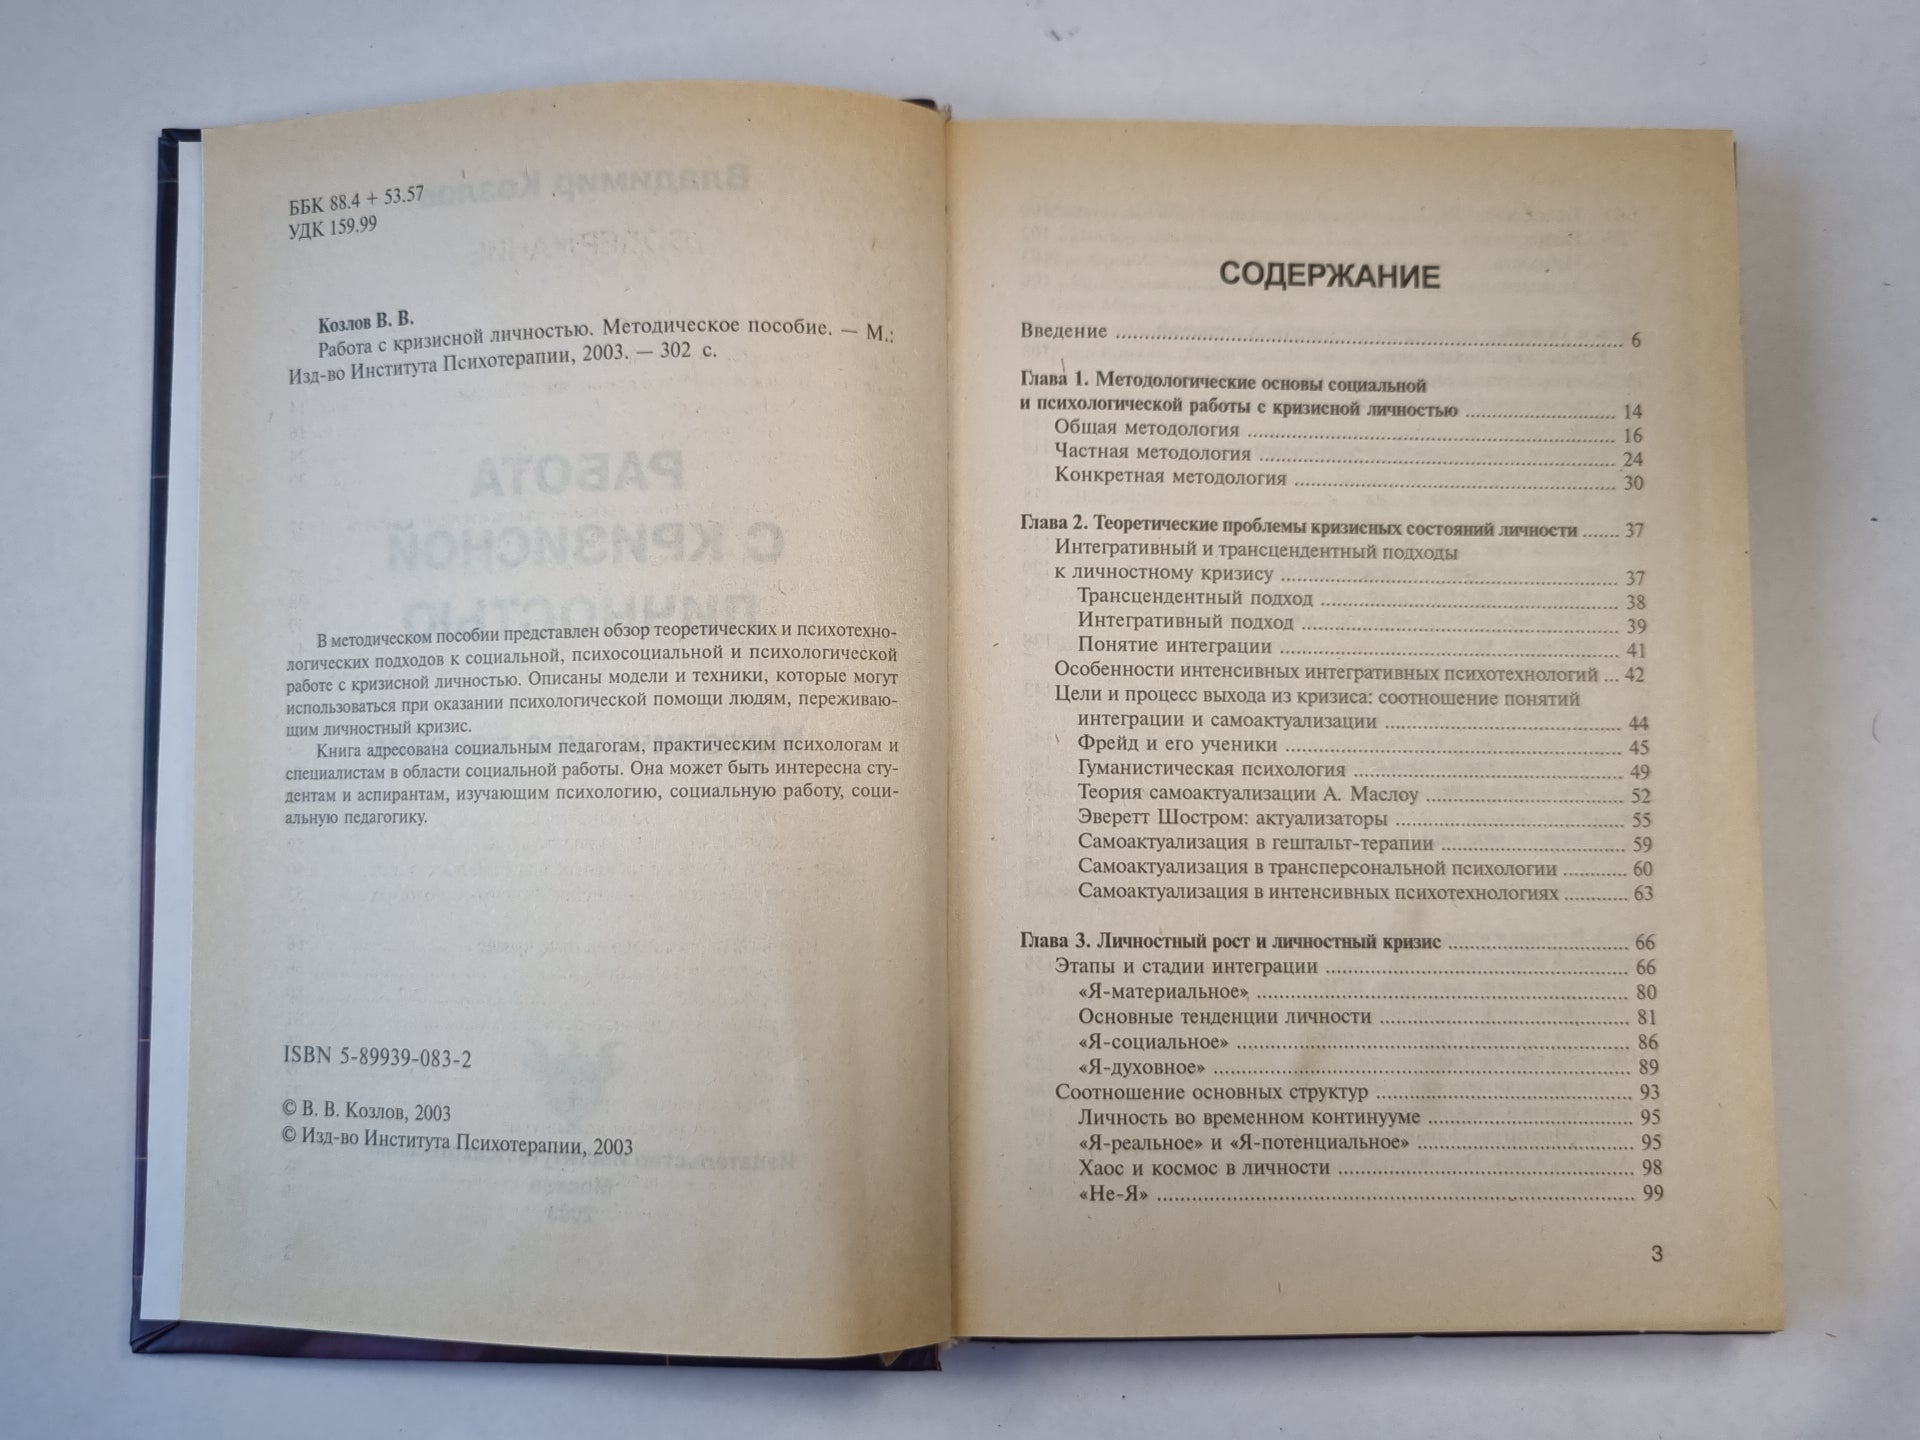 ББК 88.4 + 53.57
УДК 159.99
Козлов В. В.
Работа с кризисной личностью. Методическое пособие. — М.:
Изд-во Института Психотерапии, 2003. — 302 с.
В методическом пособии представлен обзор теоретических и психотехно-
логических подходов к социальной, психосоциальной и психологической
работе с кризисной личностью. Описаны модели и техники, которые могут
использоваться при оказании психологической помощи людям, переживаю-
щим личностный кризис.
Книга адресована социальным педагогам, практическим психологам и
специалистам в области социальной работы. Она может быть интересна сту-
дентам и аспирантам, изучающим психологию, социальную работу, соци-
альную педагогику.
ISBN 5-89939-083-2
© В. В. Козлов, 2003
© Изд-во Института Психотерапии, 2003
СОДЕРЖАНИЕ
Введение ........ 6
Глава 1. Методологические основы социальной
и психологической работы с кризисной личностью ........ 14
Общая методология ........ 16
Частная методология ........ 24
Конкретная методология ........ 30
Глава 2. Теоретические проблемы кризисных состояний личности ....... 37
Интегративный и трансцендентный подходы
к личностному кризису ........ 37
Трансцендентный подход ........ 38
Интегративный подход ........ 39
Понятие интеграции ........ 41
Особенности интенсивных интегративных психотехнологий ... 42
Цели и процесс выхода из кризиса: соотношение понятий
интеграции и самоактуализации ........ 44
Фрейд и его ученики ........ 45
Гуманистическая психология ........ 49
Теория самоактуализации А. Маслоу ........ 52
Эверетт Шостром: актуализаторы ........ 55
Самоактуализация в гештальт-терапии ........ 59
Самоактуализация в трансперсональной психологии ........ 60
Самоактуализация в интенсивных психотехнологиях ........ 63
Глава 3. Личностный рост и личностный кризис ........ 66
Этапы и стадии интеграции ........ 66
«Я-материальное» ........ 80
Основные тенденции личности ........ 81
«Я-социальное» ........ 86
«Я-духовное» ........ 89
Соотношение основных структур ........ 93
Личность во временном континууме ........ 95
«Я-реальное» и «Я-потенциальное» ........ 95
Хаос и космос в личности ........ 98
«Не-Я» ........ 99
3